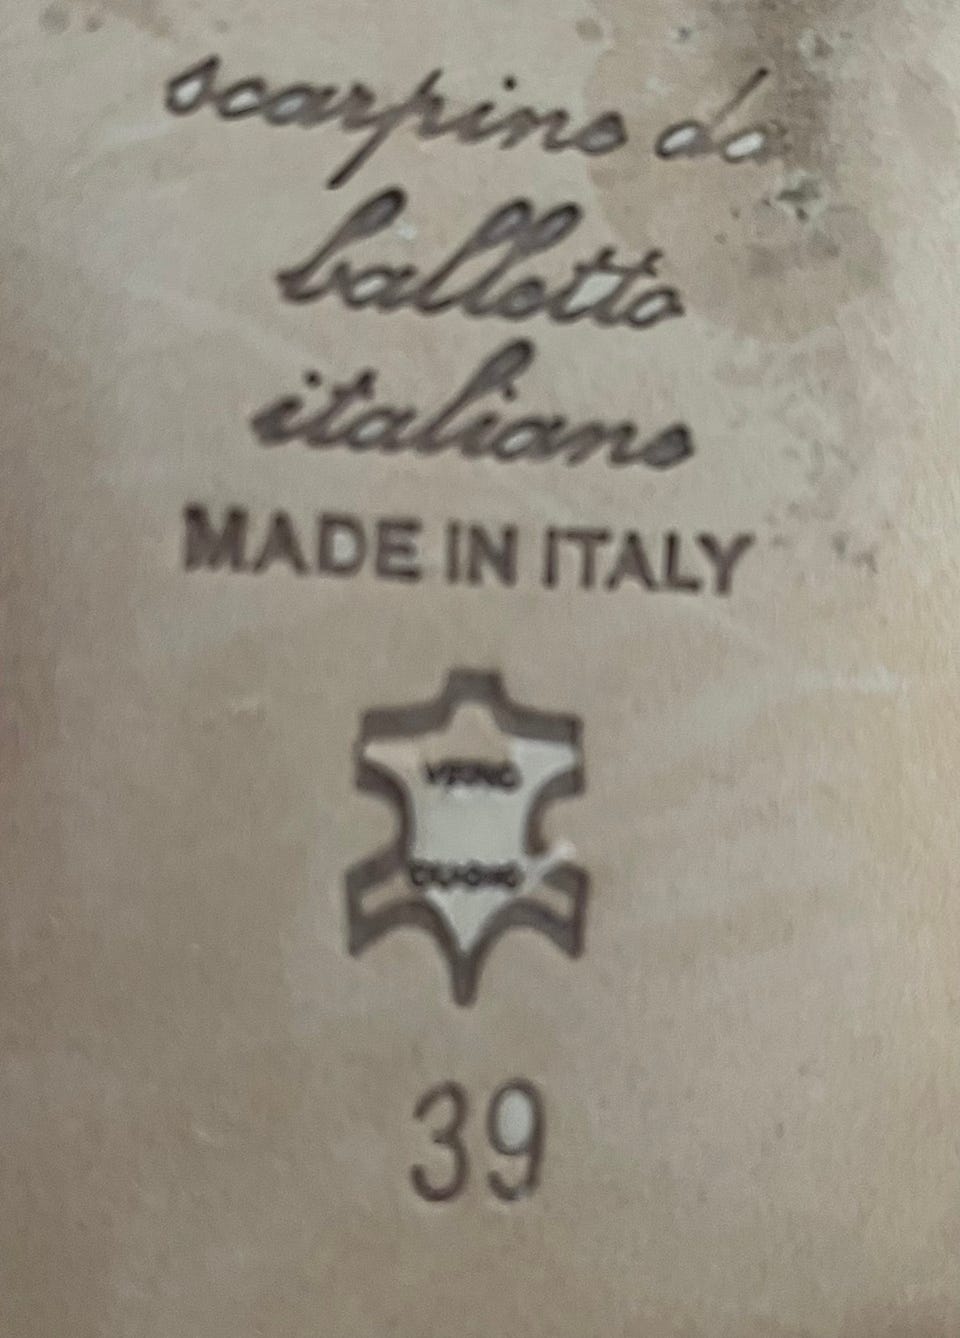 scarpino da
balletto
italiano
MADE IN ITALY
VERO
CUOIO
39